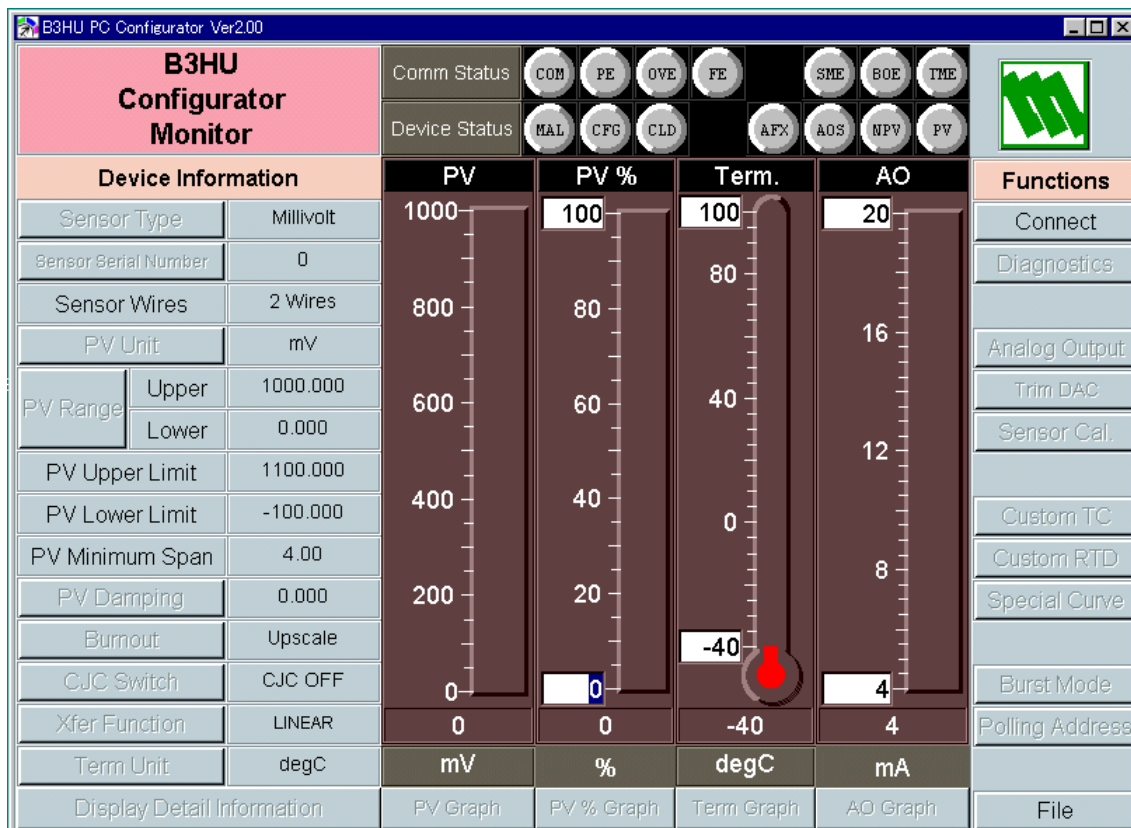 B3HU PC Configurator Ver2.00
B3HU
Configurator
Monitor
Comm Status COM PE OVE FE SME BOE TME
Device Status MAL CFG CLD AFX AOS NPV PV
Device Information
Sensor Type Millivolt
Sensor Serial Number 0
Sensor Wires 2 Wires
PV Unit mV
PV Range Upper 1000.000
Lower 0.000
PV Upper Limit 1100.000
PV Lower Limit -100.000
PV Minimum Span 4.00
PV Damping 0.000
Burnout Upscale
CJC Switch CJC OFF
Xfer Function LINEAR
Term Unit degC
Display Detail Information
PV
1000
800
600
400
200
0
0
mV
PV Graph
PV %
100
80
60
40
20
0
0
%
PV % Graph
Term.
100
80
40
0
-40
-40
degC
Term Graph
AO
20
16
12
8
4
4
mA
AO Graph
Functions
Connect
Diagnostics
Analog Output
Trim DAC
Sensor Cal.
Custom TC
Custom RTD
Special Curve
Burst Mode
Polling Address
File